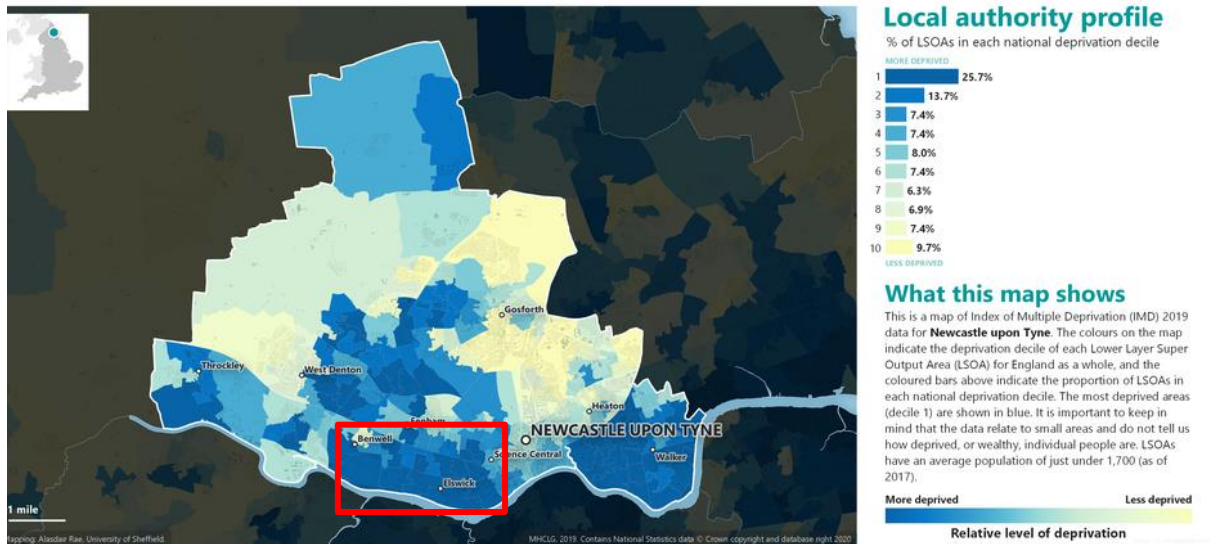 Local authority profile
% of LSOAs in each national deprivation decile
MORE DEPRIVED
1 25.7%
2 13.7%
3 7.4%
4 7.4%
5 8.0%
6 7.4%
7 6.3%
8 6.9%
9 7.4%
10 9.7%
LESS DEPRIVED
What this map shows
This is a map of Index of Multiple Deprivation (IMD) 2019
data for Newcastle upon Tyne. The colours on the map
indicate the deprivation decile of each Lower Layer Super
Output Area (LSOA) for England as a whole, and the
coloured bars above indicate the proportion of LSOAs in
each national deprivation decile. The most deprived areas
(decile 1) are shown in blue. It is important to keep in
mind that the data relate to small areas and do not tell us
how deprived, or wealthy, individual people are. LSOAs
have an average population of just under 1,700 (as of
2017).
More deprived Less deprived
Relative level of deprivation
Gosforth
Throckley
West Denton
Heaton
Fenham
NEWCASTLE UPON TYNE
Benwell
Science Central
Walker
Elswick
1 mile
Mapping: Alasdair Rae, University of Sheffield.
MHCLG, 2019. Contains National Statistics data © Crown copyright and database right 2020